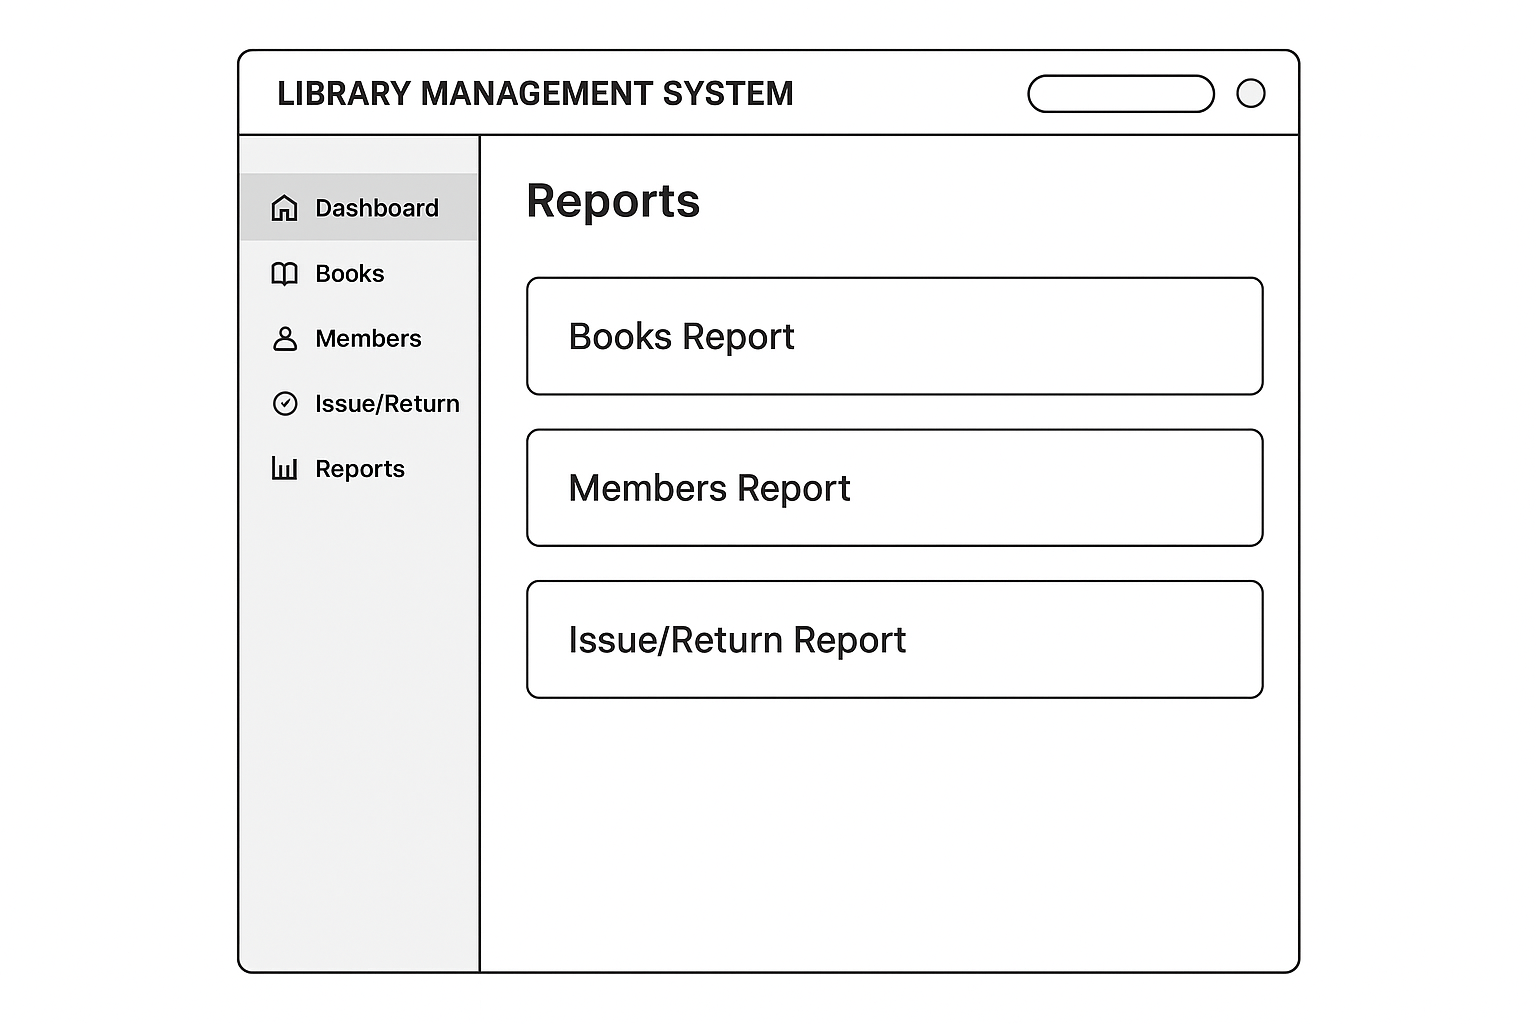 LIBRARY MANAGEMENT SYSTEM
Dashboard
Books
Members
Issue/Return
Reports
Reports
Books Report
Members Report
Issue/Return Report